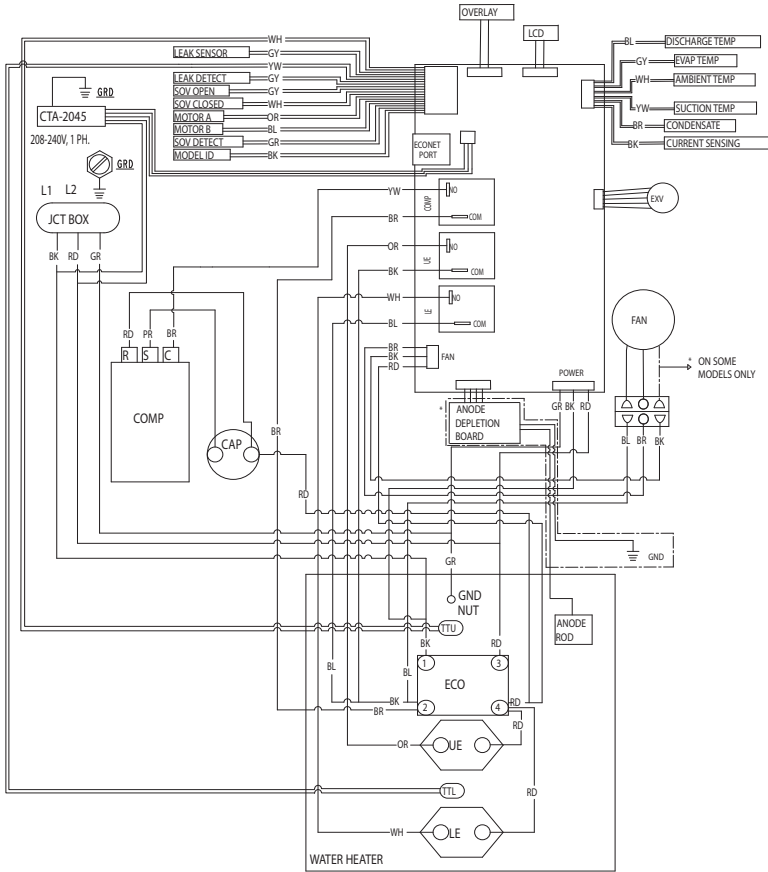 OVERLAY
LCD
WH
LEAK SENSOR
GY
YW
LEAK DETECT
GY
SOV OPEN
GY
SOV CLOSED
WH
MOTOR A
OR
MOTOR B
BL
SOV DETECT
GR
MODEL ID
BK
BL
DISCHARGE TEMP
GY
EVAP TEMP
WH
AMBIENT TEMP
YW
SUCTION TEMP
BR
CONDENSATE
BK
CURRENT SENSING
GRD
CTA-2045
208-240V, 1 PH.
GRD
L1 L2
JCT BOX
BK RD GR
ECONET
PORT
YW
NO
COMP
BR
COM
OR
NO
UE
BK
COM
WH
NO
LE
BL
COM
BR
BK
RD
FAN
EXV
FAN
* ON SOME
MODELS ONLY
POWER
GR BK RD
*
ANODE
DEPLETION
BOARD
BL BR BK
RD PR BR
R S C
COMP
CAP
BR
RD
GND
GR
GND
NUT
ANODE
ROD
TTU
BK
RD
1
3
BL
BL
ECO
BK
2
4
RD
BR
RD
OR
UE
TTL
RD
WH
LE
WATER HEATER